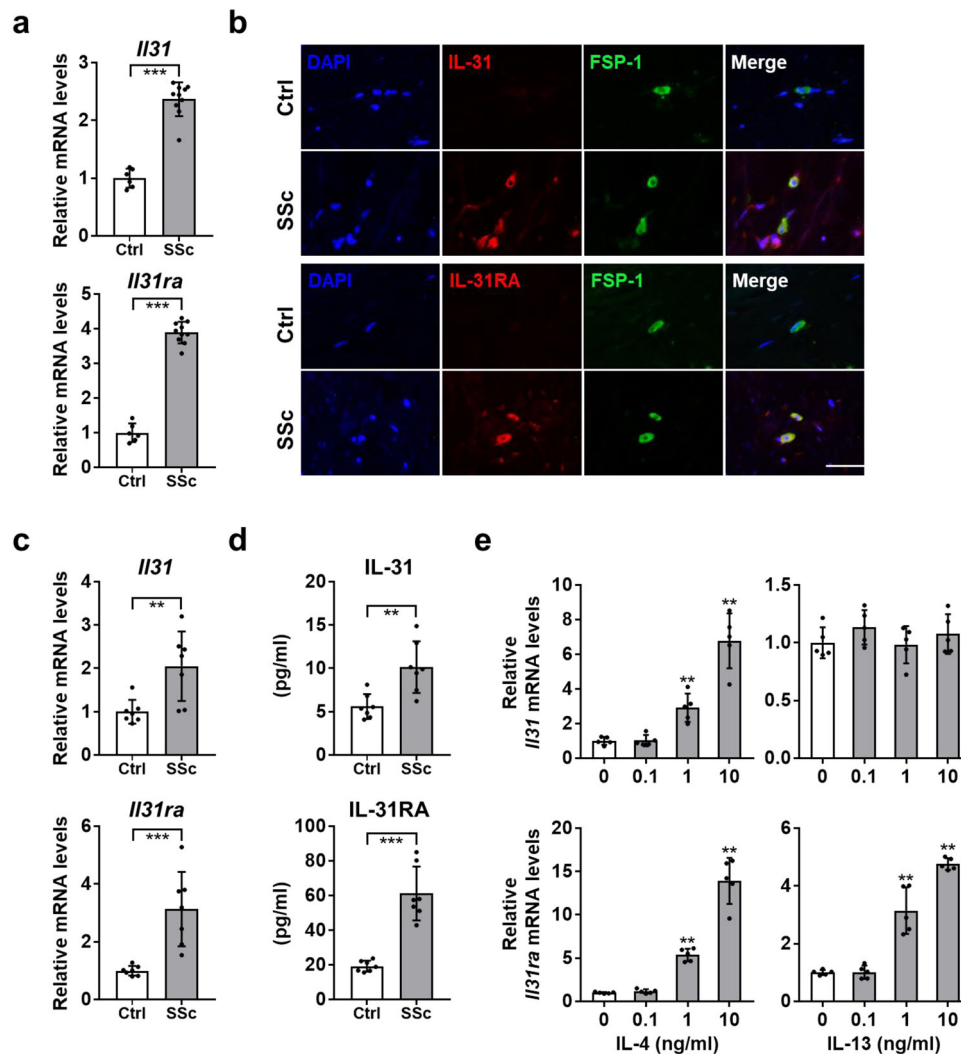 a
Il31
Relative mRNA levels
3
2
1
0
***
Ctrl SSc
Il31ra
Relative mRNA levels
5
4
3
2
1
0
***
Ctrl SSc
b
DAPI IL-31 FSP-1 Merge
Ctrl
SSc
DAPI IL-31RA FSP-1 Merge
Ctrl
SSc
c
Il31
Relative mRNA levels
4
3
2
1
0
**
Ctrl SSc
Il31ra
Relative mRNA levels
6
4
2
0
***
Ctrl SSc
d
IL-31
(pg/ml)
20
15
10
5
0
**
Ctrl SSc
IL-31RA
(pg/ml)
100
80
60
40
20
0
***
Ctrl SSc
e
Relative
Il31 mRNA levels
10
8
6
4
2
0
**
**
0 0.1 1 10
1.5
1.0
0.5
0.0
0 0.1 1 10
Relative
Il31ra mRNA levels
20
15
10
5
0
**
**
0 0.1 1 10
IL-4 (ng/ml)
6
4
2
0
**
**
0 0.1 1 10
IL-13 (ng/ml)